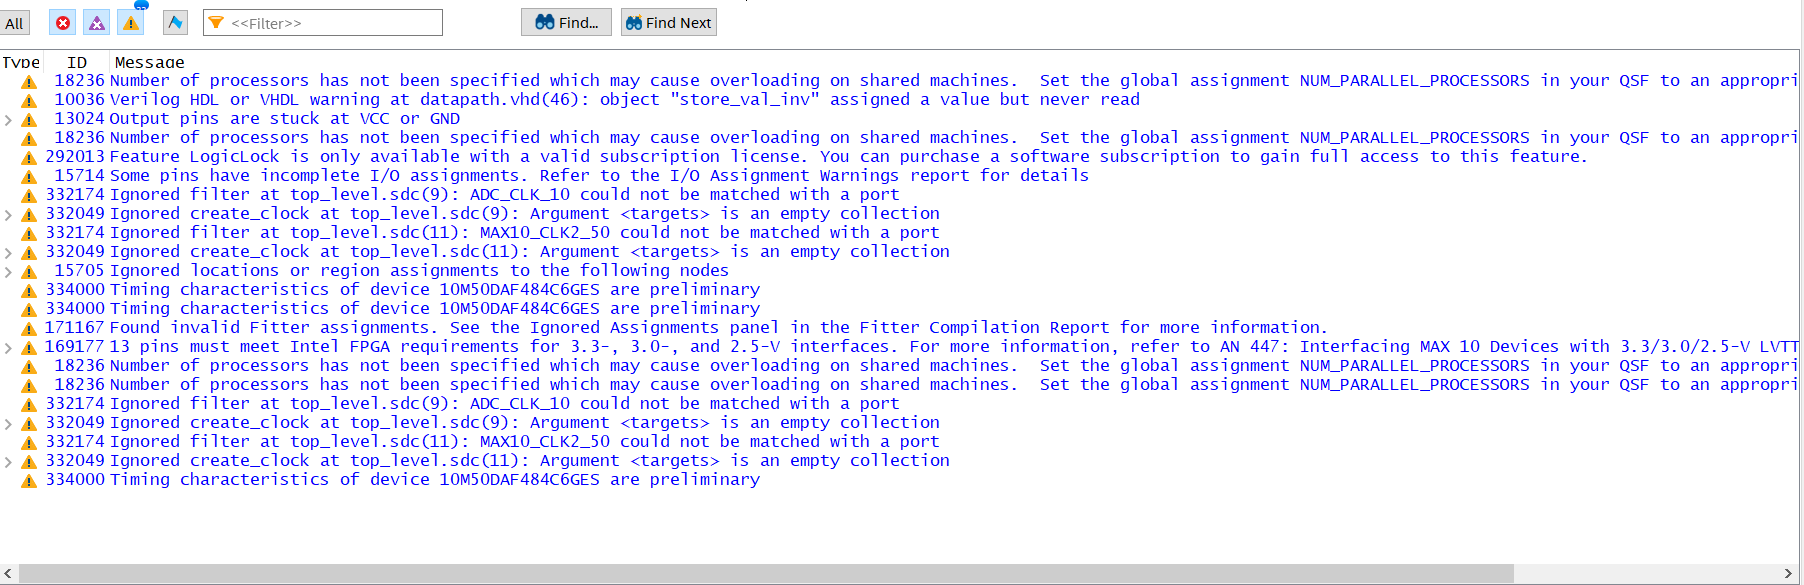 All <<Filter>> Find... Find Next
Type ID Message
18236 Number of processors has not been specified which may cause overloading on shared machines.  Set the global assignment NUM_PARALLEL_PROCESSORS in your QSF to an appropri
10036 Verilog HDL or VHDL warning at datapath.vhd(46): object "store_val_inv" assigned a value but never read
13024 Output pins are stuck at VCC or GND
18236 Number of processors has not been specified which may cause overloading on shared machines.  Set the global assignment NUM_PARALLEL_PROCESSORS in your QSF to an appropri
292013 Feature LogicLock is only available with a valid subscription license. You can purchase a software subscription to gain full access to this feature.
15714 Some pins have incomplete I/O assignments. Refer to the I/O Assignment Warnings report for details
332174 Ignored filter at top_level.sdc(9): ADC_CLK_10 could not be matched with a port
332049 Ignored create_clock at top_level.sdc(9): Argument <targets> is an empty collection
332174 Ignored filter at top_level.sdc(11): MAX10_CLK2_50 could not be matched with a port
332049 Ignored create_clock at top_level.sdc(11): Argument <targets> is an empty collection
15705 Ignored locations or region assignments to the following nodes
334000 Timing characteristics of device 10M50DAF484C6GES are preliminary
334000 Timing characteristics of device 10M50DAF484C6GES are preliminary
171167 Found invalid Fitter assignments. See the Ignored Assignments panel in the Fitter Compilation Report for more information.
169177 13 pins must meet Intel FPGA requirements for 3.3-, 3.0-, and 2.5-V interfaces. For more information, refer to AN 447: Interfacing MAX 10 Devices with 3.3/3.0/2.5-V LVTT
18236 Number of processors has not been specified which may cause overloading on shared machines.  Set the global assignment NUM_PARALLEL_PROCESSORS in your QSF to an appropri
18236 Number of processors has not been specified which may cause overloading on shared machines.  Set the global assignment NUM_PARALLEL_PROCESSORS in your QSF to an appropri
332174 Ignored filter at top_level.sdc(9): ADC_CLK_10 could not be matched with a port
332049 Ignored create_clock at top_level.sdc(9): Argument <targets> is an empty collection
332174 Ignored filter at top_level.sdc(11): MAX10_CLK2_50 could not be matched with a port
332049 Ignored create_clock at top_level.sdc(11): Argument <targets> is an empty collection
334000 Timing characteristics of device 10M50DAF484C6GES are preliminary